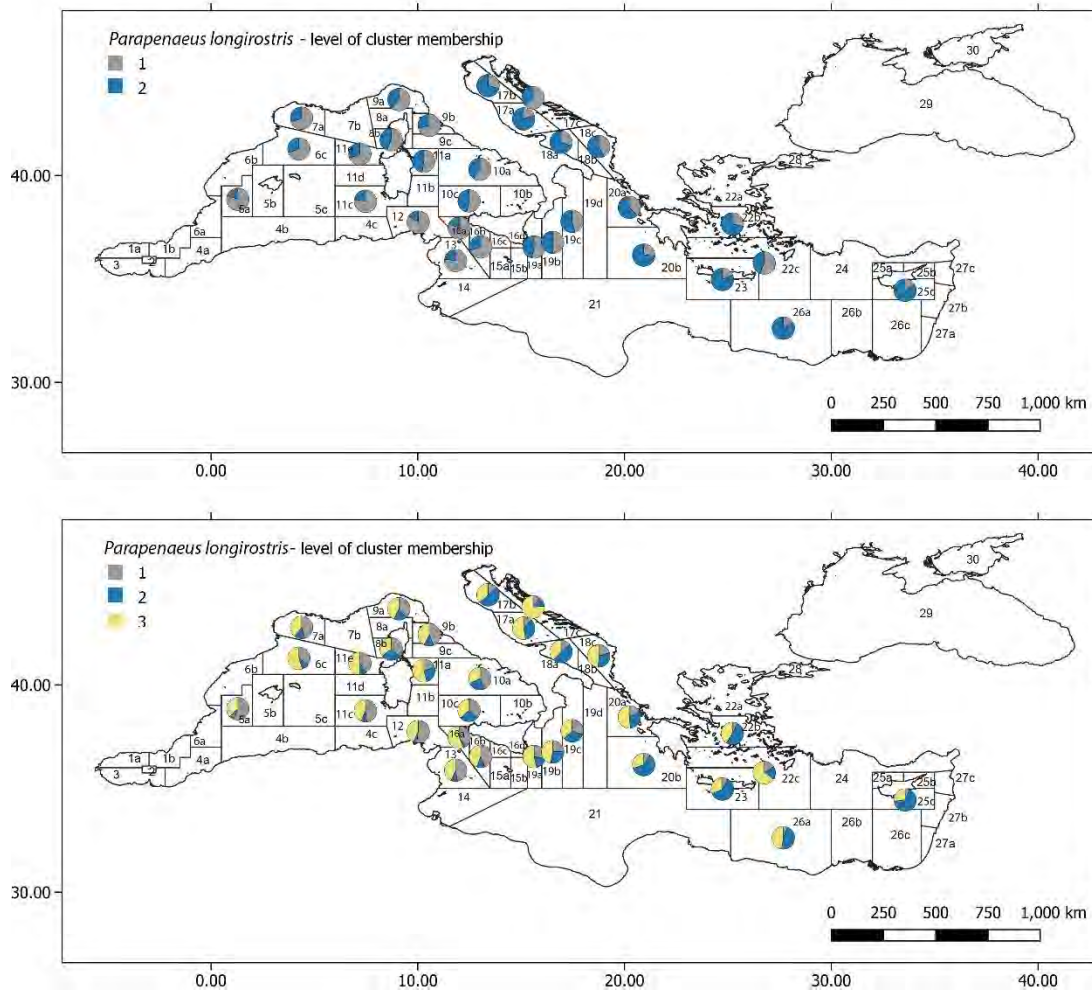 Parapenaeus longirostris - level of cluster membership
1
2
30
29
28
17b
17a
17c
18c
18a
18b
9a
8a
8b
9b
9c
7a
7b
6b
6c
11e
11a
11d
11b
11c
10a
10b
10c
5a
5b
5c
6a
4a
4b
4c
1a
1b
2
3
12
13
14
16a
16b
16c
15a
15b
19a
19b
19c
19d
20a
20b
21
22a
22b
22c
23
24
25a
25b
25c
26a
26b
26c
27a
27b
27c
40.00
30.00
0 250 500 750 1,000 km
0.00 10.00 20.00 30.00 40.00
Parapenaeus longirostris- level of cluster membership
1
2
3
30
29
28
17b
17a
17c
18c
18a
18b
9a
8a
8b
9b
9c
7a
7b
6b
6c
11e
11a
11d
11b
11c
10a
10b
10c
5a
5b
5c
6a
4a
4b
4c
1a
1b
2
3
12
13
14
16a
16b
16c
15a
15b
19a
19b
19c
19d
20a
20b
21
22a
22b
22c
23
24
25a
25b
25c
26a
26b
26c
27a
27b
27c
40.00
30.00
0 250 500 750 1,000 km
0.00 10.00 20.00 30.00 40.00